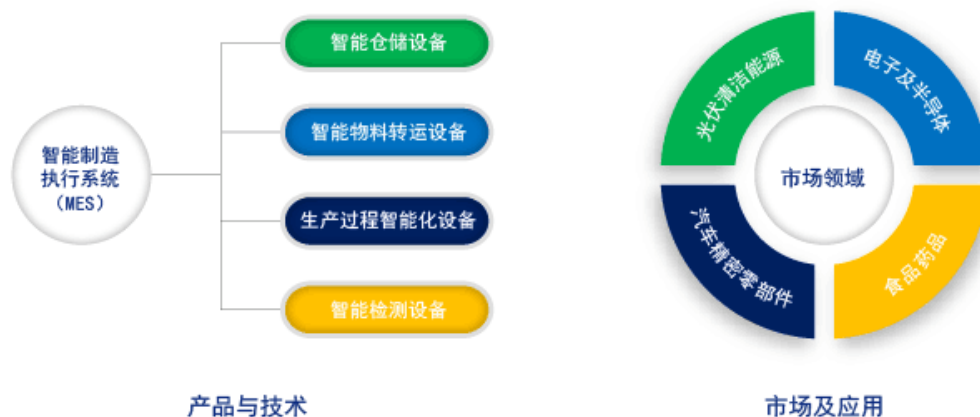 智能制造
执行系统
（MES）
智能仓储设备
智能物料转运设备
生产过程智能化设备
智能检测设备
产品与技术
光伏清洁能源
电子及半导体
市场领域
汽车精密零部件
食品药品
市场及应用